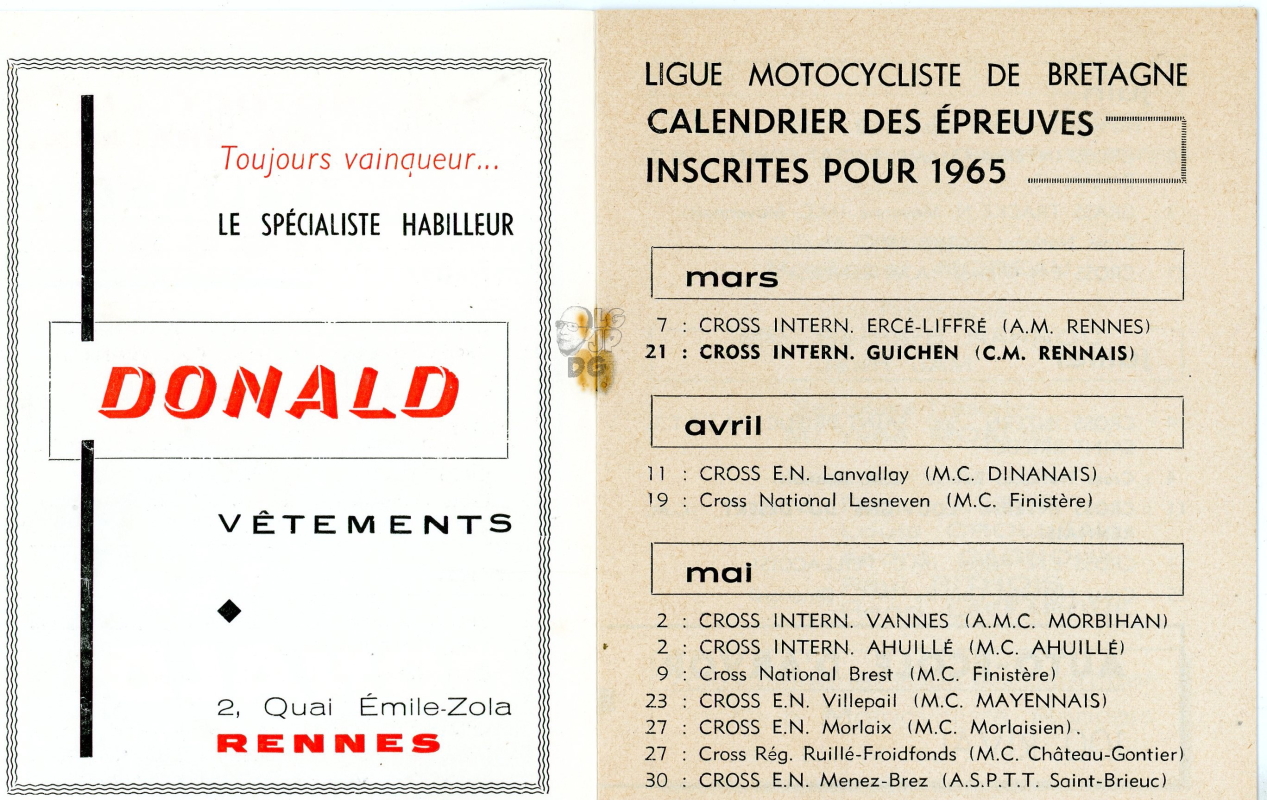 Toujours vainqueur...
LE SPÉCIALISTE HABILLEUR
DONALD
VÊTEMENTS
2, Quai Émile-Zola
RENNES
LIGUE MOTOCYCLISTE DE BRETAGNE
CALENDRIER DES ÉPREUVES
INSCRITES POUR 1965
mars
7 : CROSS INTERN. ERCÉ-LIFFRÉ (A.M. RENNES)
21 : CROSS INTERN. GUICHEN (C.M. RENNAIS)
avril
11 : CROSS E.N. Lanvallay (M.C. DINANAIS)
19 : Cross National Lesneven (M.C. Finistère)
mai
2 : CROSS INTERN. VANNES (A.M.C. MORBIHAN)
2 : CROSS INTERN. AHUILLÉ (M.C. AHUILLÉ)
9 : Cross National Brest (M.C. Finistère)
23 : CROSS E.N. Villepail (M.C. MAYENNAIS)
27 : CROSS E.N. Morlaix (M.C. Morlaisien).
27 : Cross Rég. Ruillé-Froidfonds (M.C. Château-Gontier)
30 : CROSS E.N. Menez-Brez (A.S.P.T.T. Saint-Brieuc)